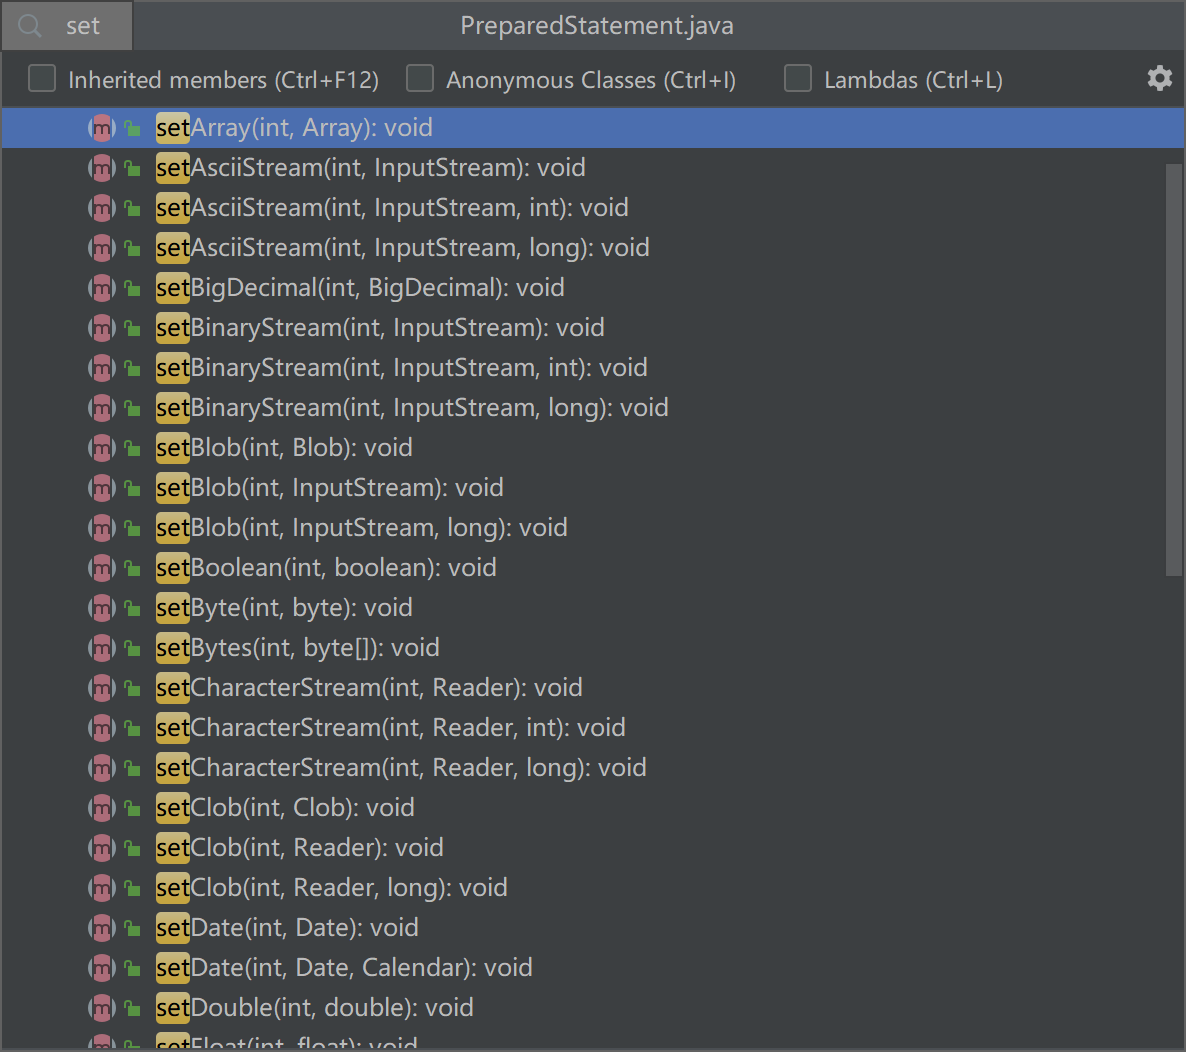 set
PreparedStatement.java
Inherited members (Ctrl+F12) Anonymous Classes (Ctrl+I) Lambdas (Ctrl+L)
setArray(int, Array): void
setAsciiStream(int, InputStream): void
setAsciiStream(int, InputStream, int): void
setAsciiStream(int, InputStream, long): void
setBigDecimal(int, BigDecimal): void
setBinaryStream(int, InputStream): void
setBinaryStream(int, InputStream, int): void
setBinaryStream(int, InputStream, long): void
setBlob(int, Blob): void
setBlob(int, InputStream): void
setBlob(int, InputStream, long): void
setBoolean(int, boolean): void
setByte(int, byte): void
setBytes(int, byte[]): void
setCharacterStream(int, Reader): void
setCharacterStream(int, Reader, int): void
setCharacterStream(int, Reader, long): void
setClob(int, Clob): void
setClob(int, Reader): void
setClob(int, Reader, long): void
setDate(int, Date): void
setDate(int, Date, Calendar): void
setDouble(int, double): void
setFloat(int, float): void